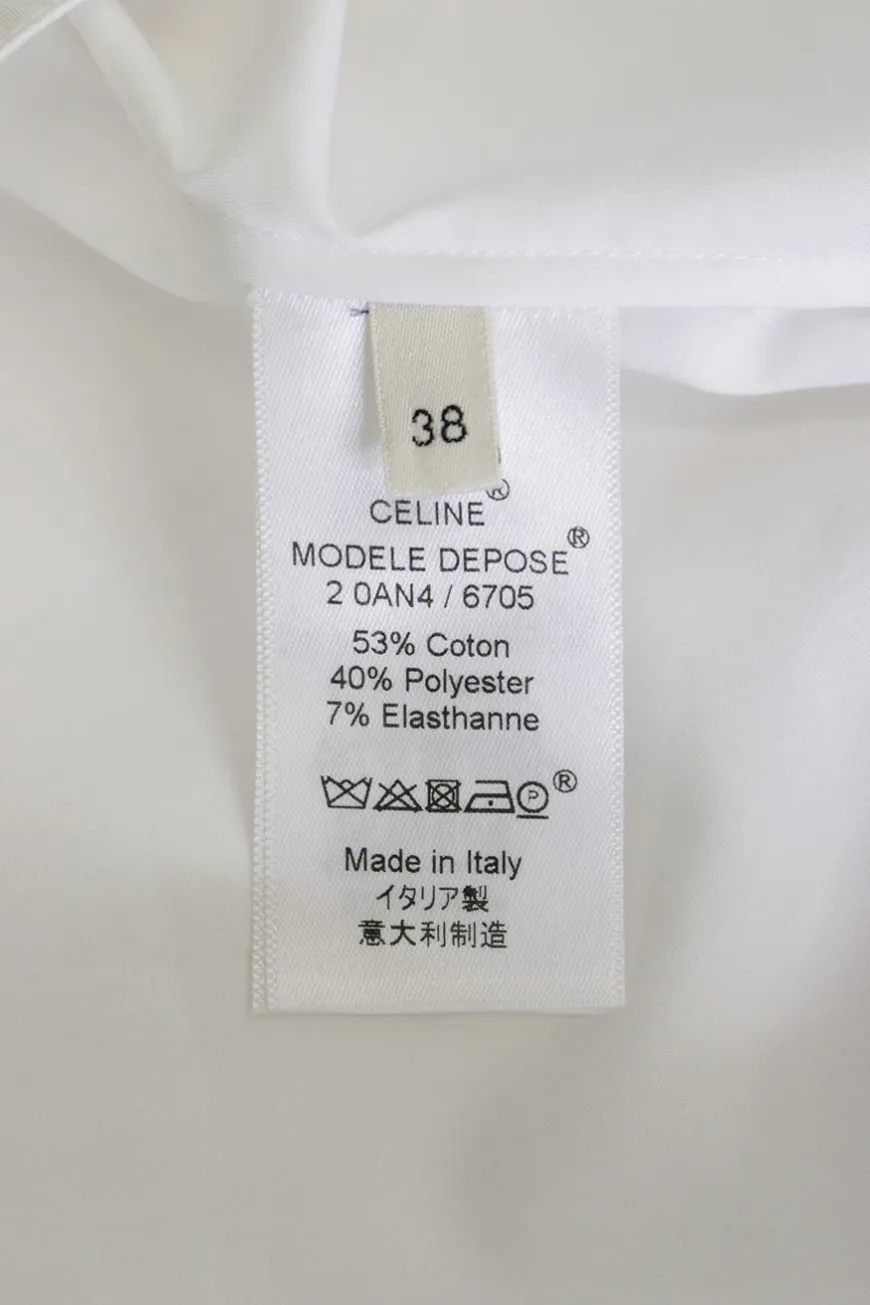 38
CELINE®
MODELE DEPOSE®
2 0AN4 / 6705
53% Coton
40% Polyester
7% Elasthanne
P ®
Made in Italy
イタリア製
意大利制造